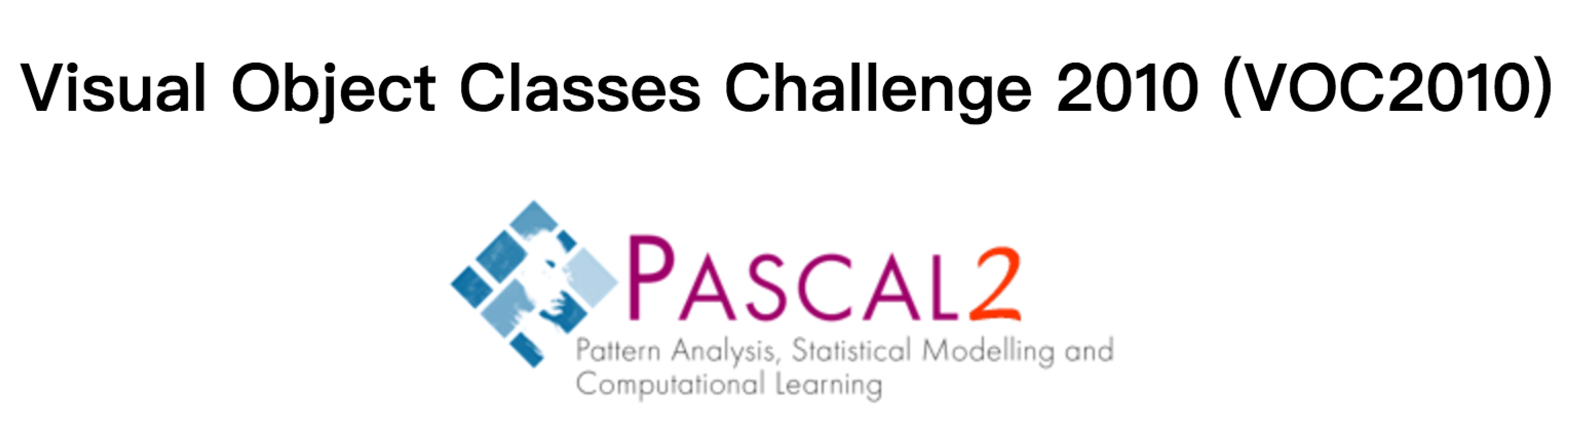 Visual Object Classes Challenge 2010 (VOC2010)
PASCAL2
Pattern Analysis, Statistical Modelling and
Computational Learning